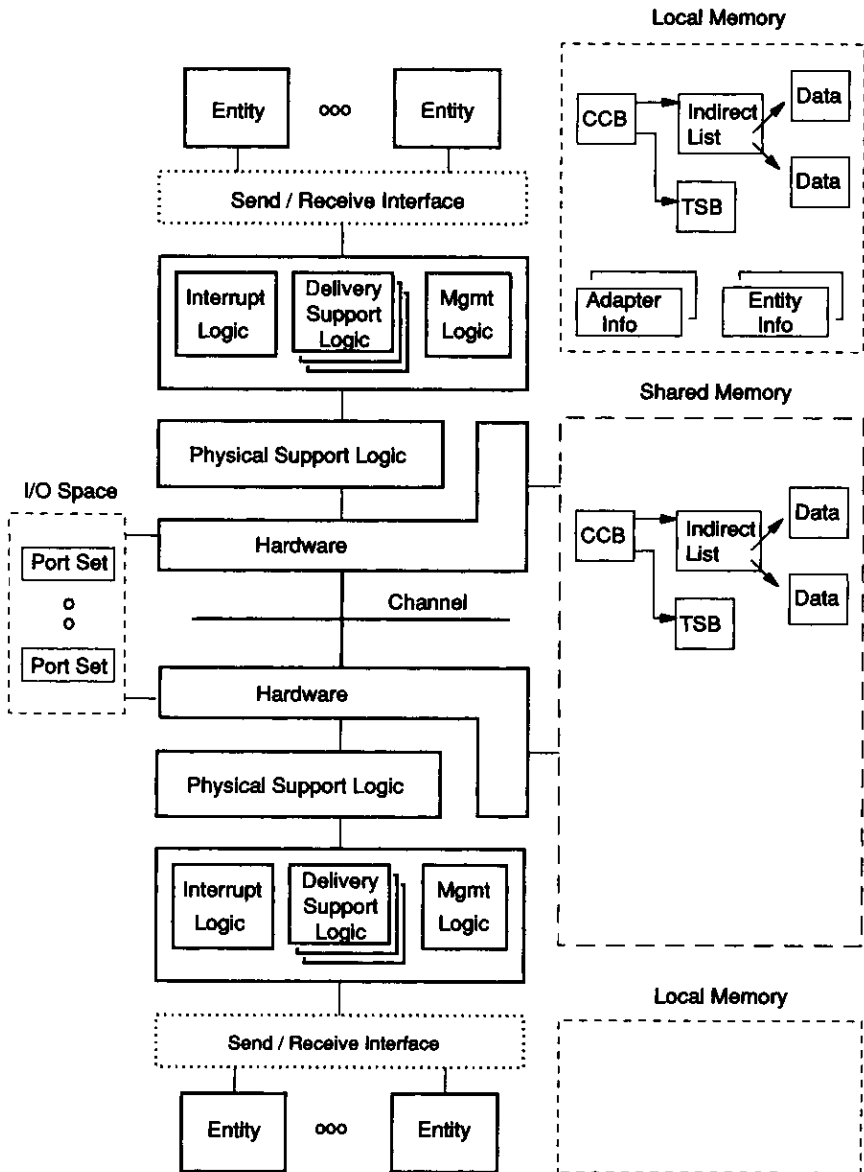 Local Memory
Entity
ooo
Entity
CCB
Indirect
List
Data
Data
TSB
Send / Receive Interface
Interrupt
Logic
Delivery
Support
Logic
Mgmt
Logic
Adapter
Info
Entity
Info
Shared Memory
Physical Support Logic
I/O Space
Port Set
o
o
Port Set
Hardware
CCB
Indirect
List
Data
Data
TSB
Channel
Hardware
Physical Support Logic
Interrupt
Logic
Delivery
Support
Logic
Mgmt
Logic
Local Memory
Send / Receive Interface
Entity
ooo
Entity